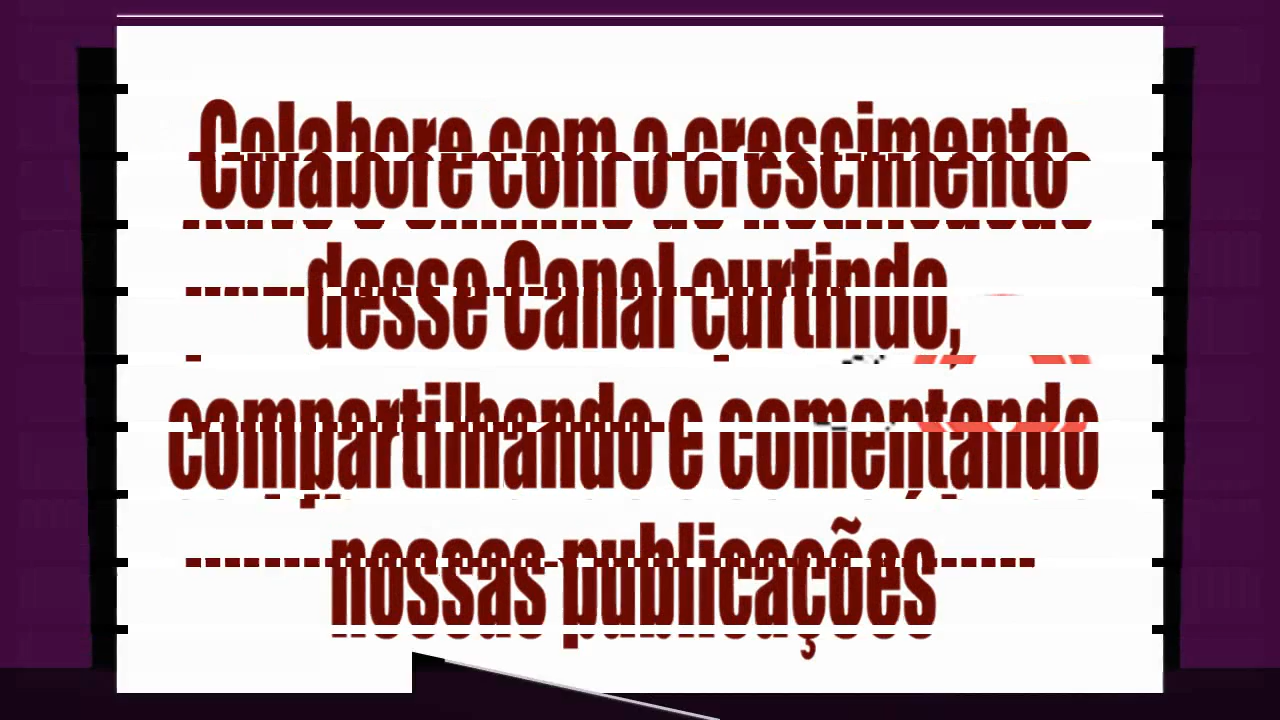 Colabore com o crescimento
desse Canal curtindo,
compartilhando e comentando
nossas publicações